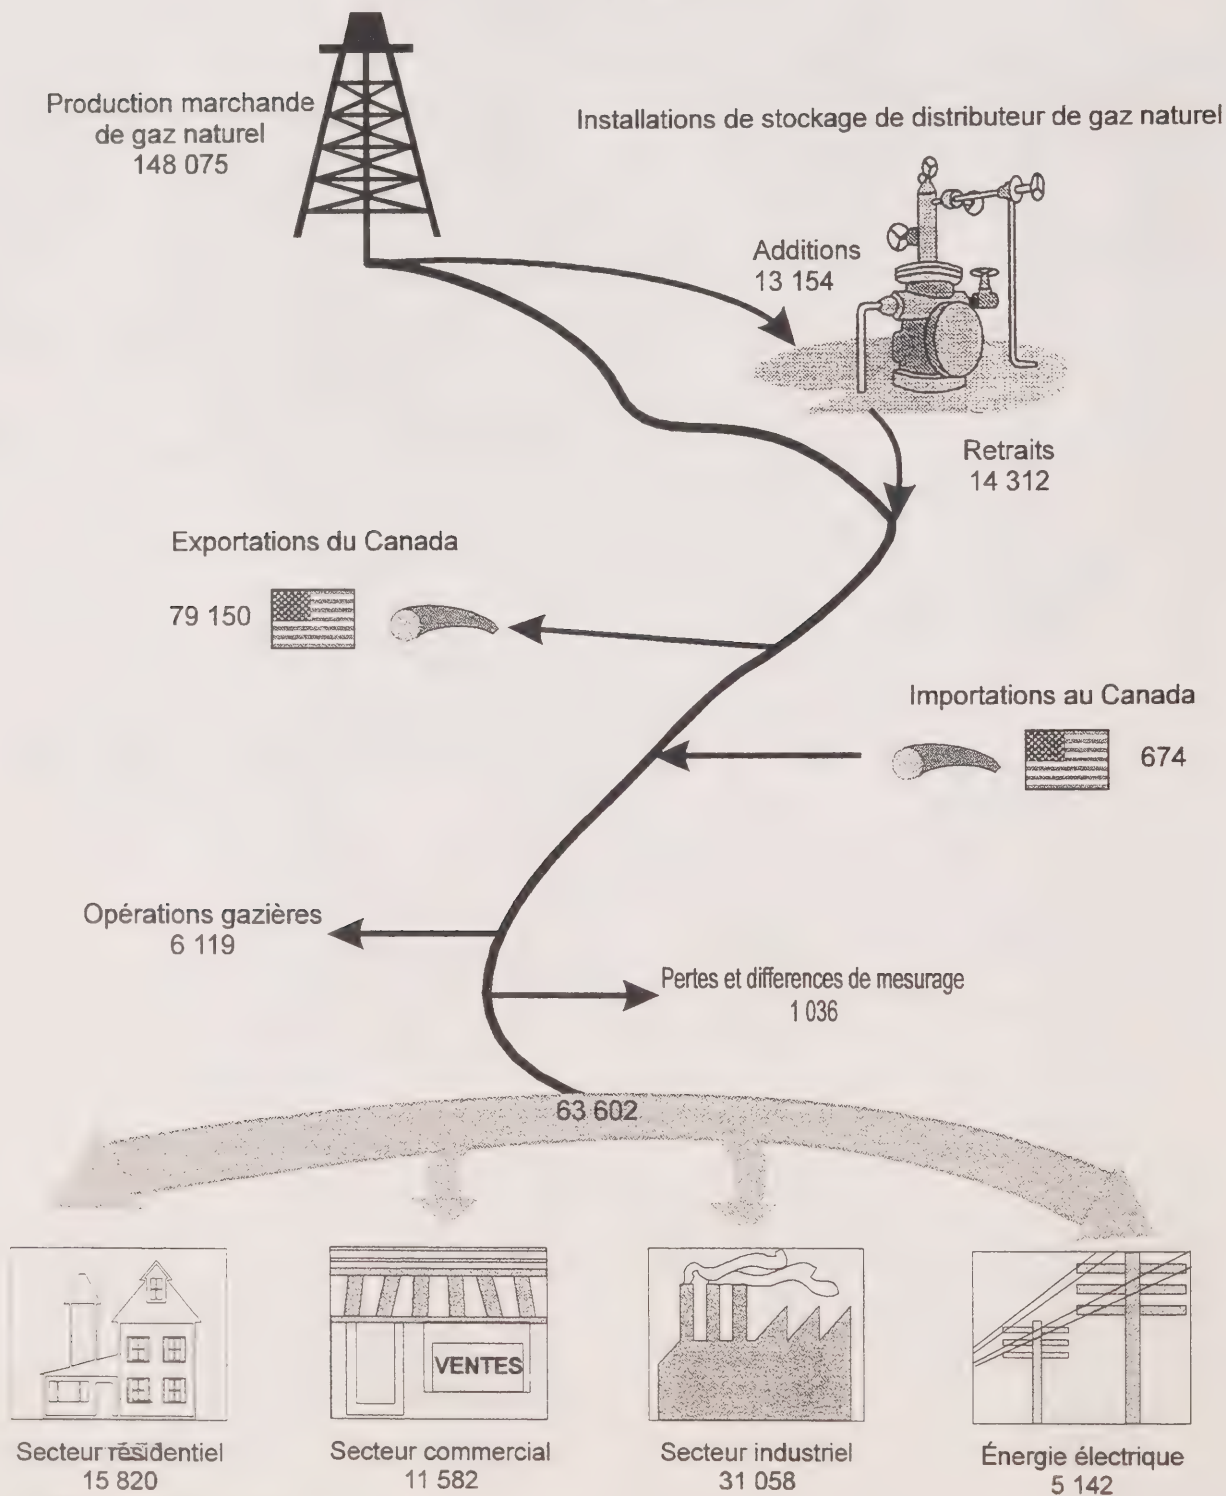 Production marchande
de gaz naturel
148 075
Installations de stockage de distributeur de gaz naturel
Additions
13 154
Retraits
14 312
Exportations du Canada
79 150
Importations au Canada
674
Opérations gazières
6 119
Pertes et differences de mesurage
1 036
63 602
VENTES
Secteur résidentiel
15 820
Secteur commercial
11 582
Secteur industriel
31 058
Énergie électrique
5 142